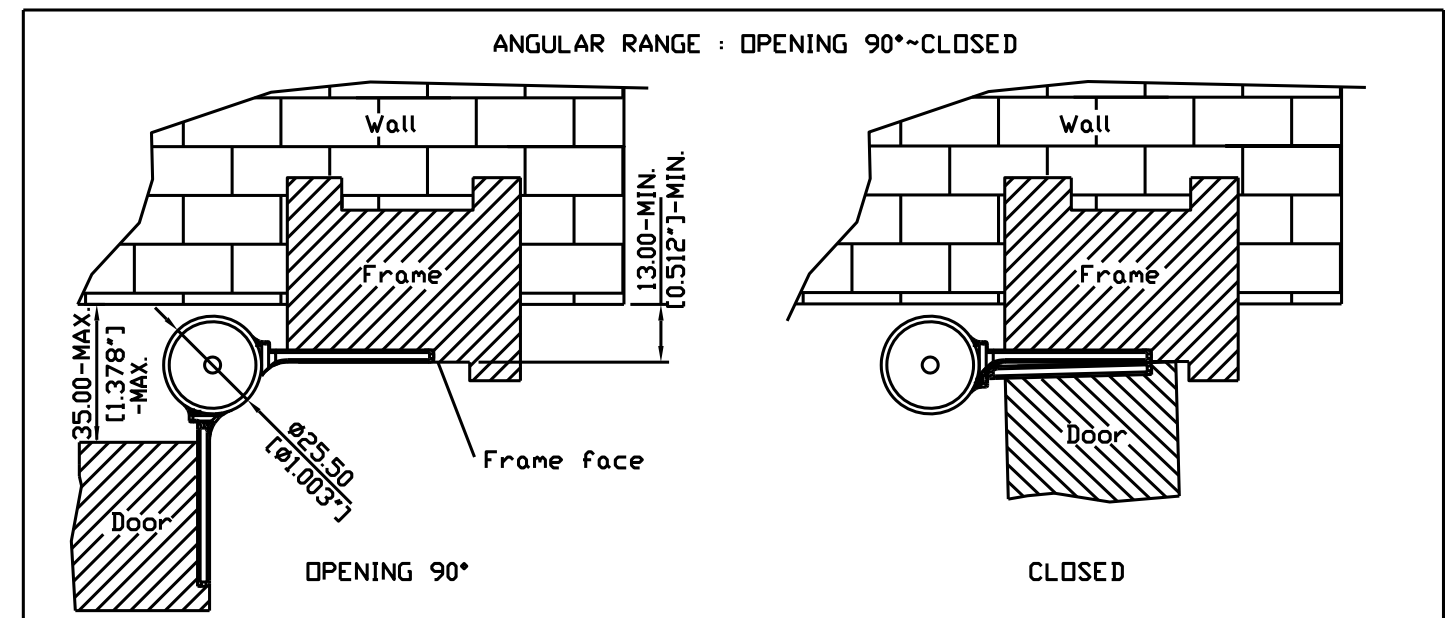 ANGULAR RANGE : OPENING 90°~CLOSED
Wall
Frame
13.00-MIN.
[0.512"]-MIN.
35.00-MAX.
[1.378"]
-MAX.
Ø25.50
[Ø1.003"]
Frame face
Door
OPENING 90°
Wall
Frame
Door
CLOSED